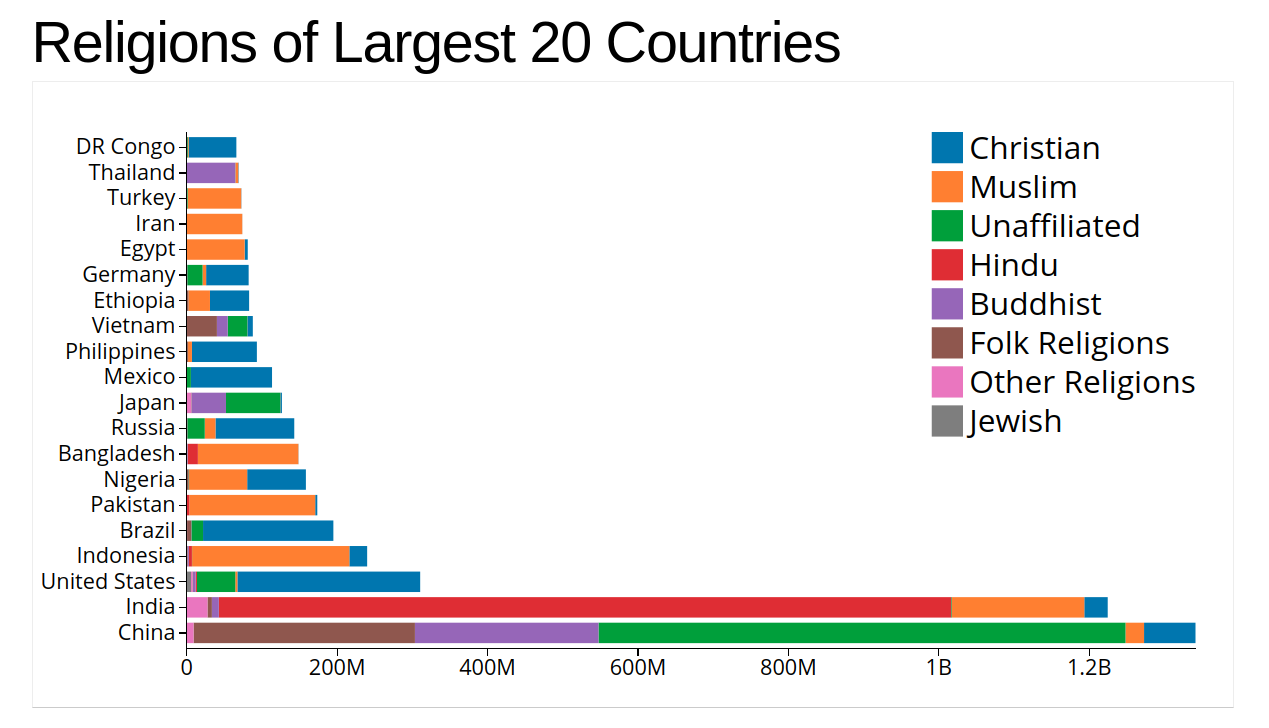 Religions of Largest 20 Countries
DR Congo
Thailand
Turkey
Iran
Egypt
Germany
Ethiopia
Vietnam
Philippines
Mexico
Japan
Russia
Bangladesh
Nigeria
Pakistan
Brazil
Indonesia
United States
India
China
0 200M 400M 600M 800M 1B 1.2B
Christian
Muslim
Unaffiliated
Hindu
Buddhist
Folk Religions
Other Religions
Jewish